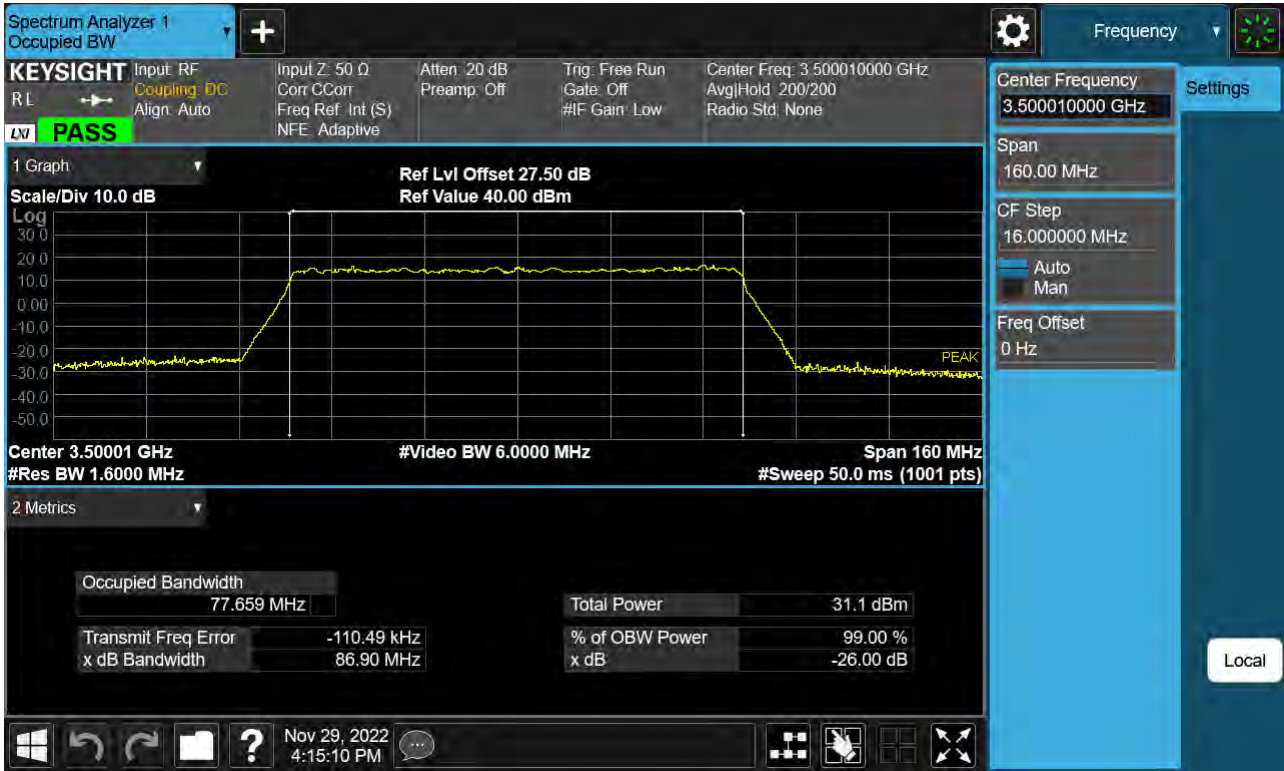 Spectrum Analyzer 1
Occupied BW
+
Frequency
KEYSIGHT
RL
LXI
PASS
Input: RF
Coupling: DC
Align: Auto
Input Z: 50 Ω
Corr CCorr
Freq Ref: Int (S)
NFE: Adaptive
Atten: 20 dB
Preamp: Off
Trig: Free Run
Gate: Off
#IF Gain: Low
Center Freq: 3.500010000 GHz
Avg|Hold: 200/200
Radio Std: None
Center Frequency
3.500010000 GHz
Settings
Span
160.00 MHz
CF Step
16.000000 MHz
Auto
Man
Freq Offset
0 Hz
Local
1 Graph
Scale/Div 10.0 dB
Ref Lvl Offset 27.50 dB
Ref Value 40.00 dBm
Log
30.0
20.0
10.0
0.00
-10.0
-20.0
-30.0
-40.0
-50.0
PEAK
Center 3.50001 GHz
#Video BW 6.0000 MHz
Span 160 MHz
#Res BW 1.6000 MHz
#Sweep 50.0 ms (1001 pts)
2 Metrics
Occupied Bandwidth
77.659 MHz
Total Power 31.1 dBm
Transmit Freq Error -110.49 kHz
% of OBW Power 99.00 %
x dB Bandwidth 86.90 MHz
x dB -26.00 dB
?
Nov 29, 2022
4:15:10 PM